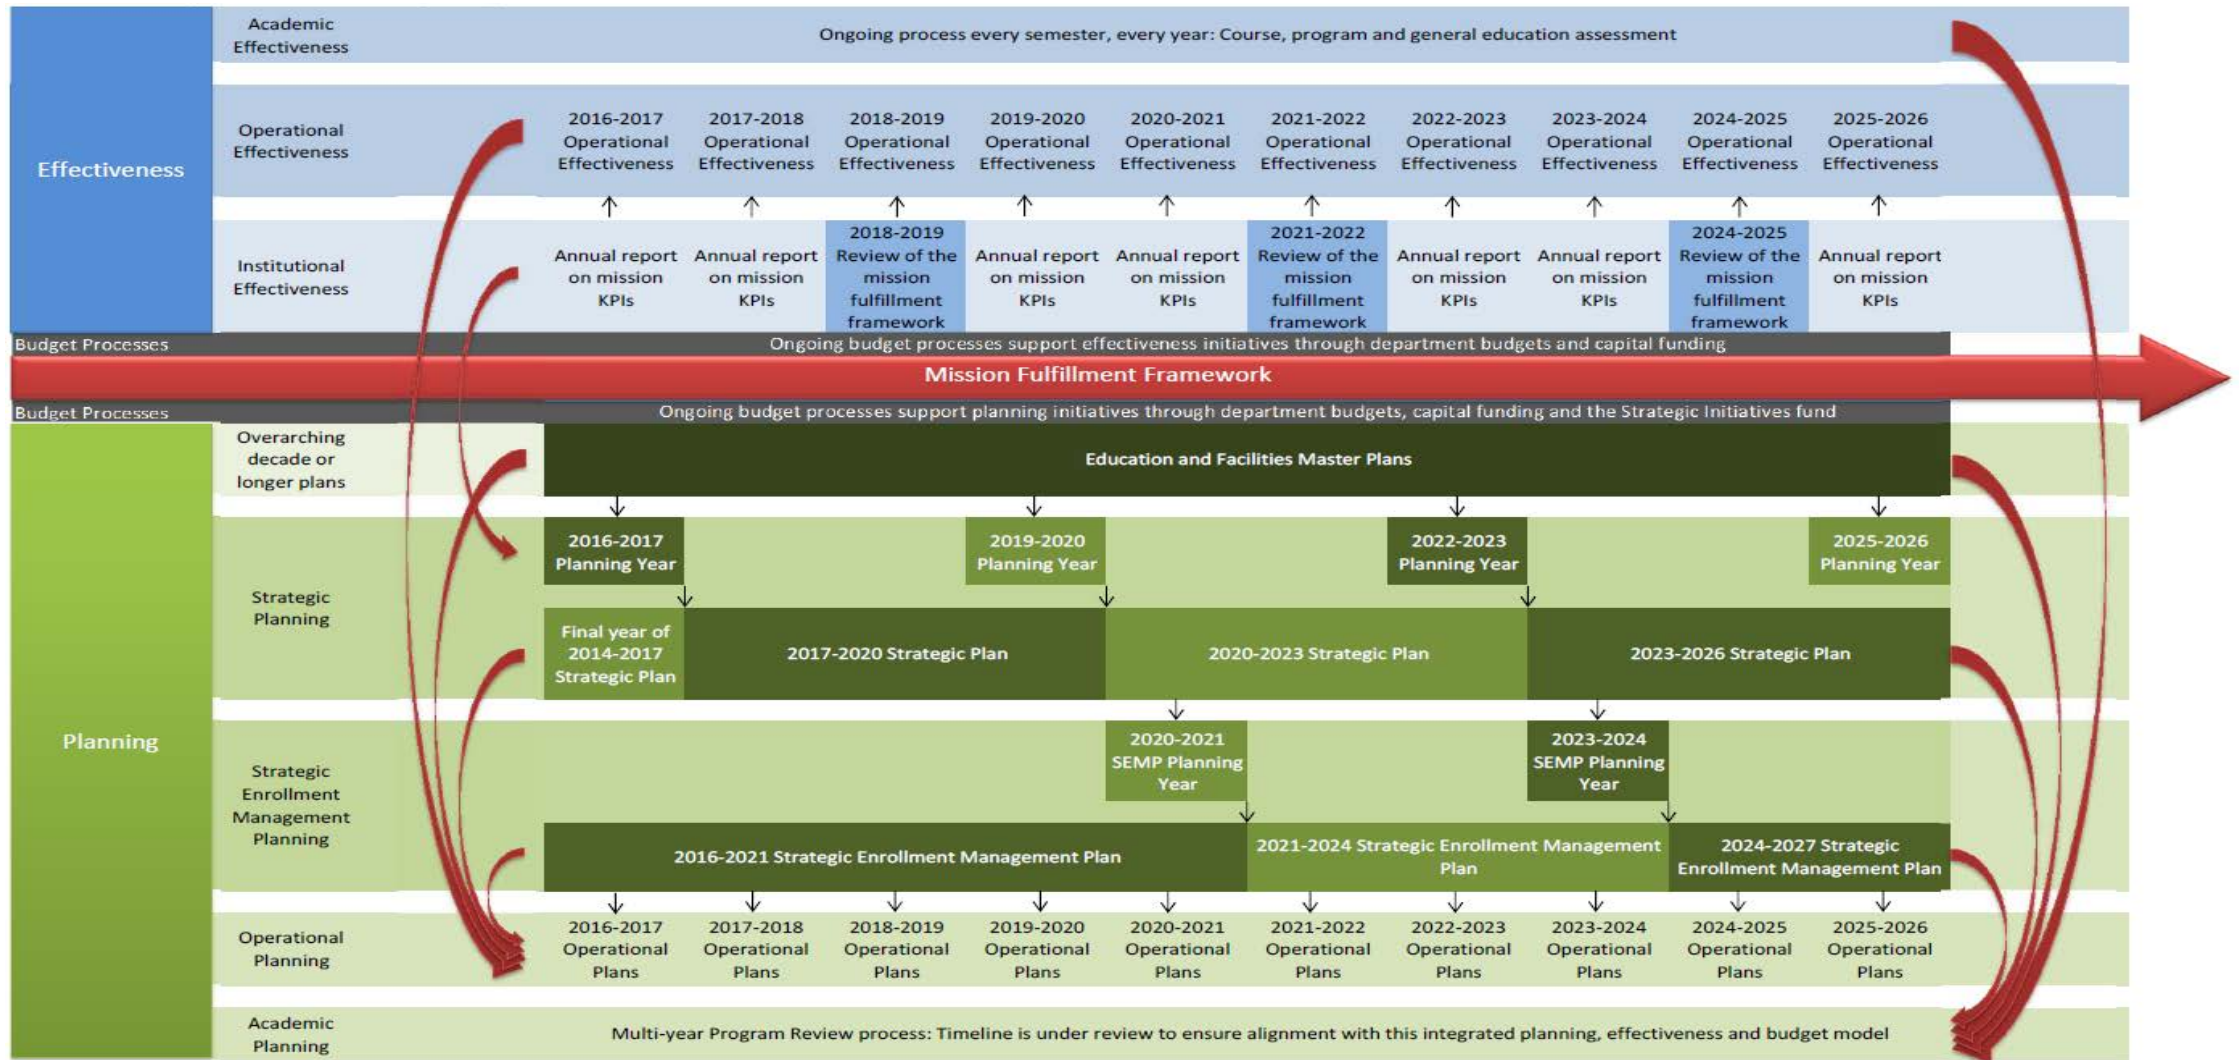 Effectiveness
Academic
Effectiveness
Ongoing process every semester, every year: Course, program and general education assessment
Operational
Effectiveness
2016-2017
Operational
Effectiveness
2017-2018
Operational
Effectiveness
2018-2019
Operational
Effectiveness
2019-2020
Operational
Effectiveness
2020-2021
Operational
Effectiveness
2021-2022
Operational
Effectiveness
2022-2023
Operational
Effectiveness
2023-2024
Operational
Effectiveness
2024-2025
Operational
Effectiveness
2025-2026
Operational
Effectiveness
Institutional
Effectiveness
Annual report
on mission
KPIs
Annual report
on mission
KPIs
2018-2019
Review of the
mission
fulfillment
framework
Annual report
on mission
KPIs
Annual report
on mission
KPIs
2021-2022
Review of the
mission
fulfillment
framework
Annual report
on mission
KPIs
Annual report
on mission
KPIs
2024-2025
Review of the
mission
fulfillment
framework
Annual report
on mission
KPIs
Budget Processes
Ongoing budget processes support effectiveness initiatives through department budgets and capital funding
Mission Fulfillment Framework
Budget Processes
Ongoing budget processes support planning initiatives through department budgets, capital funding and the Strategic Initiatives fund
Planning
Overarching
decade or
longer plans
Education and Facilities Master Plans
Strategic
Planning
2016-2017
Planning Year
2019-2020
Planning Year
2022-2023
Planning Year
2025-2026
Planning Year
Final year of
2014-2017
Strategic Plan
2017-2020 Strategic Plan
2020-2023 Strategic Plan
2023-2026 Strategic Plan
Strategic
Enrollment
Management
Planning
2020-2021
SEMP Planning
Year
2023-2024
SEMP Planning
Year
2016-2021 Strategic Enrollment Management Plan
2021-2024 Strategic Enrollment Management
Plan
2024-2027 Strategic
Enrollment Management Plan
Operational
Planning
2016-2017
Operational
Plans
2017-2018
Operational
Plans
2018-2019
Operational
Plans
2019-2020
Operational
Plans
2020-2021
Operational
Plans
2021-2022
Operational
Plans
2022-2023
Operational
Plans
2023-2024
Operational
Plans
2024-2025
Operational
Plans
2025-2026
Operational
Plans
Academic
Planning
Multi-year Program Review process: Timeline is under review to ensure alignment with this integrated planning, effectiveness and budget model